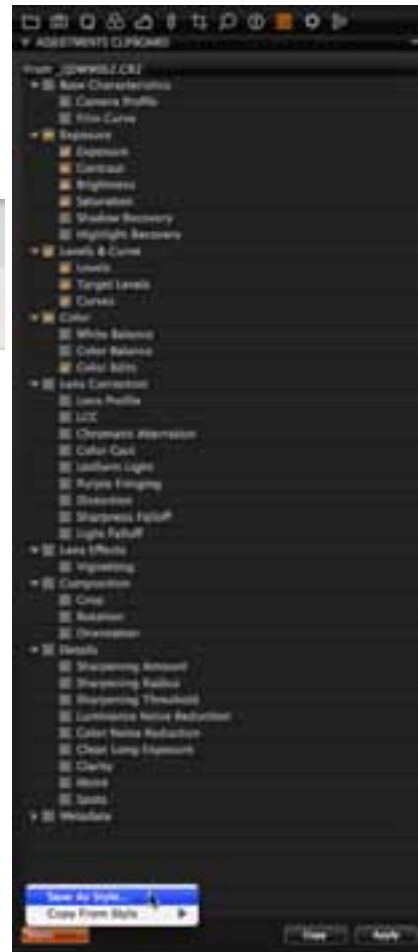 ADJUSTMENTS CLIPBOARD
From
Base Characteristics
Camera Profile
Film Curve
Exposure
Exposure
Contrast
Brightness
Saturation
Shadow Recovery
Highlight Recovery
Levels & Curve
Levels
Target Levels
Curves
Color
White Balance
Color Balance
Color Edits
Lens Correction
Lens Profile
LCC
Chromatic Aberration
Color Cast
Uniform Light
Purple Fringing
Distortion
Sharpness Falloff
Light Falloff
Lens Effects
Vignetting
Composition
Crop
Rotation
Orientation
Details
Sharpening Amount
Sharpening Radius
Sharpening Threshold
Luminance Noise Reduction
Color Noise Reduction
Clean Long Exposure
Clarity
Moiré
Spots
Metadata
Save As Style...
Copy From Style
Copy Apply